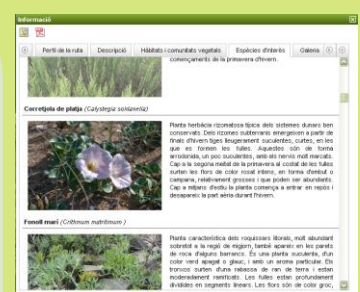 Informació
Perfil de la ruta
Descripció
Hàbitats i comunitats vegetals
Espècies d'interès
Galeria
començaments de la primavera d'hivern.
Corretjola de platja (Calystegia soldanella)
Planta herbàcia rizomatosa típica dels sistemes dunars ben
conservats. Dels rizomes subterranis emergeixen a partir de
finals d'hivern tiges lleugerament suculentes, curtes, en les
que es formen les fulles. Aquestes són de forma
arrodonida, un poc suculentes, amb els nervis molt marcats.
Cap a la segona meitat de la primavera al costat de les fulles
surten les flors de color rosat intens, en forma d'embut o
campana, relativament grosses i que poden ser abundants.
Cap a mitjans d'estiu la planta comença a entrar en repòs i
desapareix la part aèria durant l'hivern.
Fonoll marí (Crithmum maritimum)
Planta característica dels roquissers litorals, molt abundant
sobretot a la regió de migjorn, també apareix en les parets
de roca d'alguns barrancs. És una planta suculenta, d'un
color verd apagat o glauc, i amb un aroma particular. Els
troncs surten d'una rabassa de ran de terra i estan
moderadament ramificats. Les fulles estan profundament
dividides en segments linears. Les flors són de color groc,